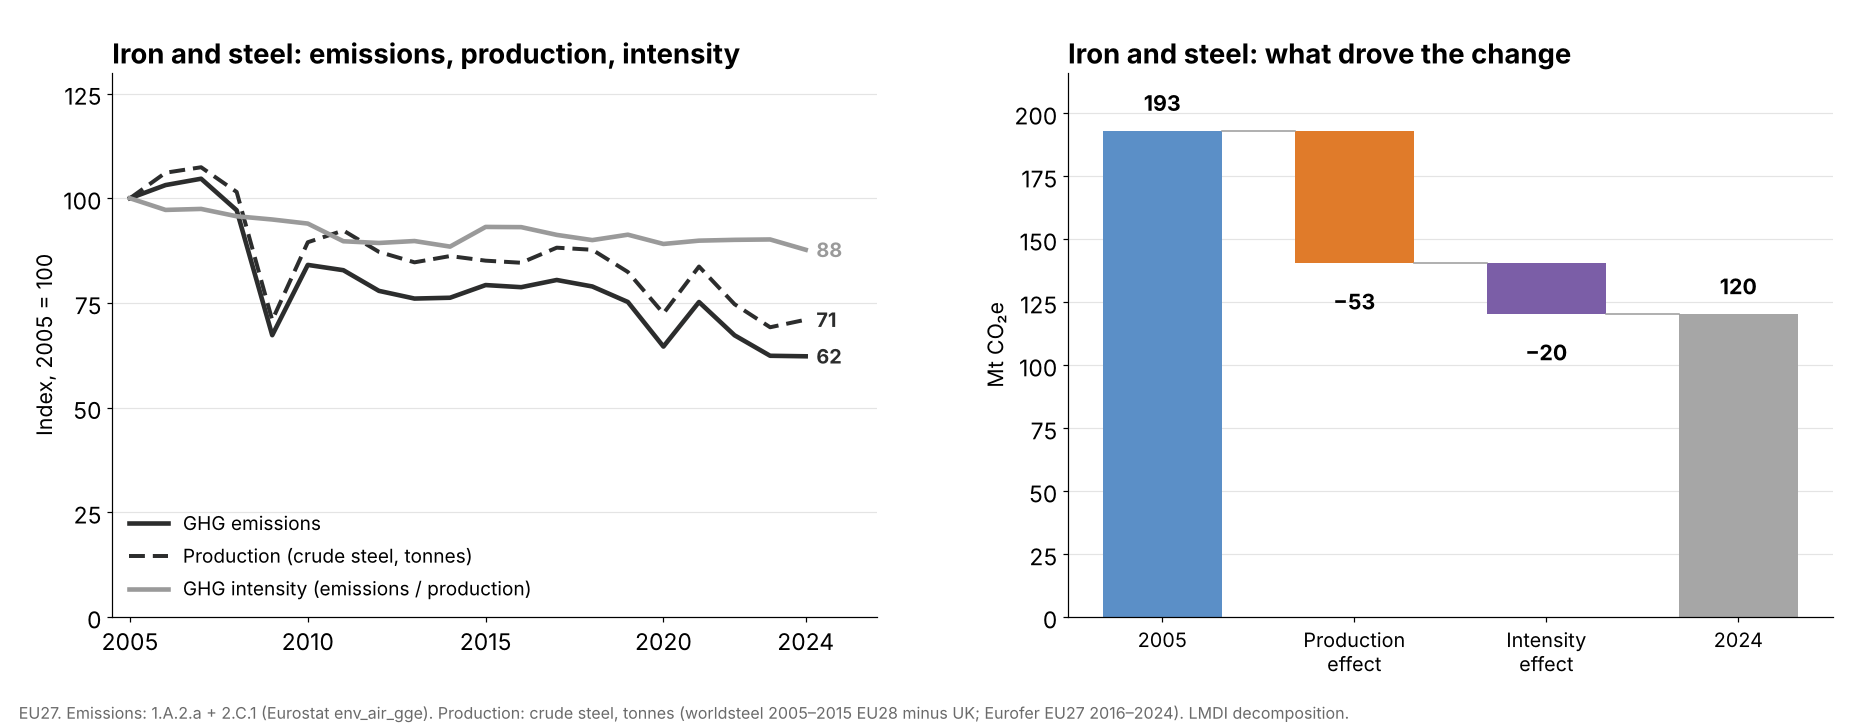 Iron and steel: emissions, production, intensity
125
100
75
50
25
0
Index, 2005 = 100
88
71
62
GHG emissions
Production (crude steel, tonnes)
GHG intensity (emissions / production)
2005
2010
2015
2020
2024
Iron and steel: what drove the change
200
175
150
125
100
75
50
25
0
Mt CO₂e
193
−53
−20
120
2005
Production
effect
Intensity
effect
2024
EU27. Emissions: 1.A.2.a + 2.C.1 (Eurostat env_air_gge). Production: crude steel, tonnes (worldsteel 2005–2015 EU28 minus UK; Eurofer EU27 2016–2024). LMDI decomposition.